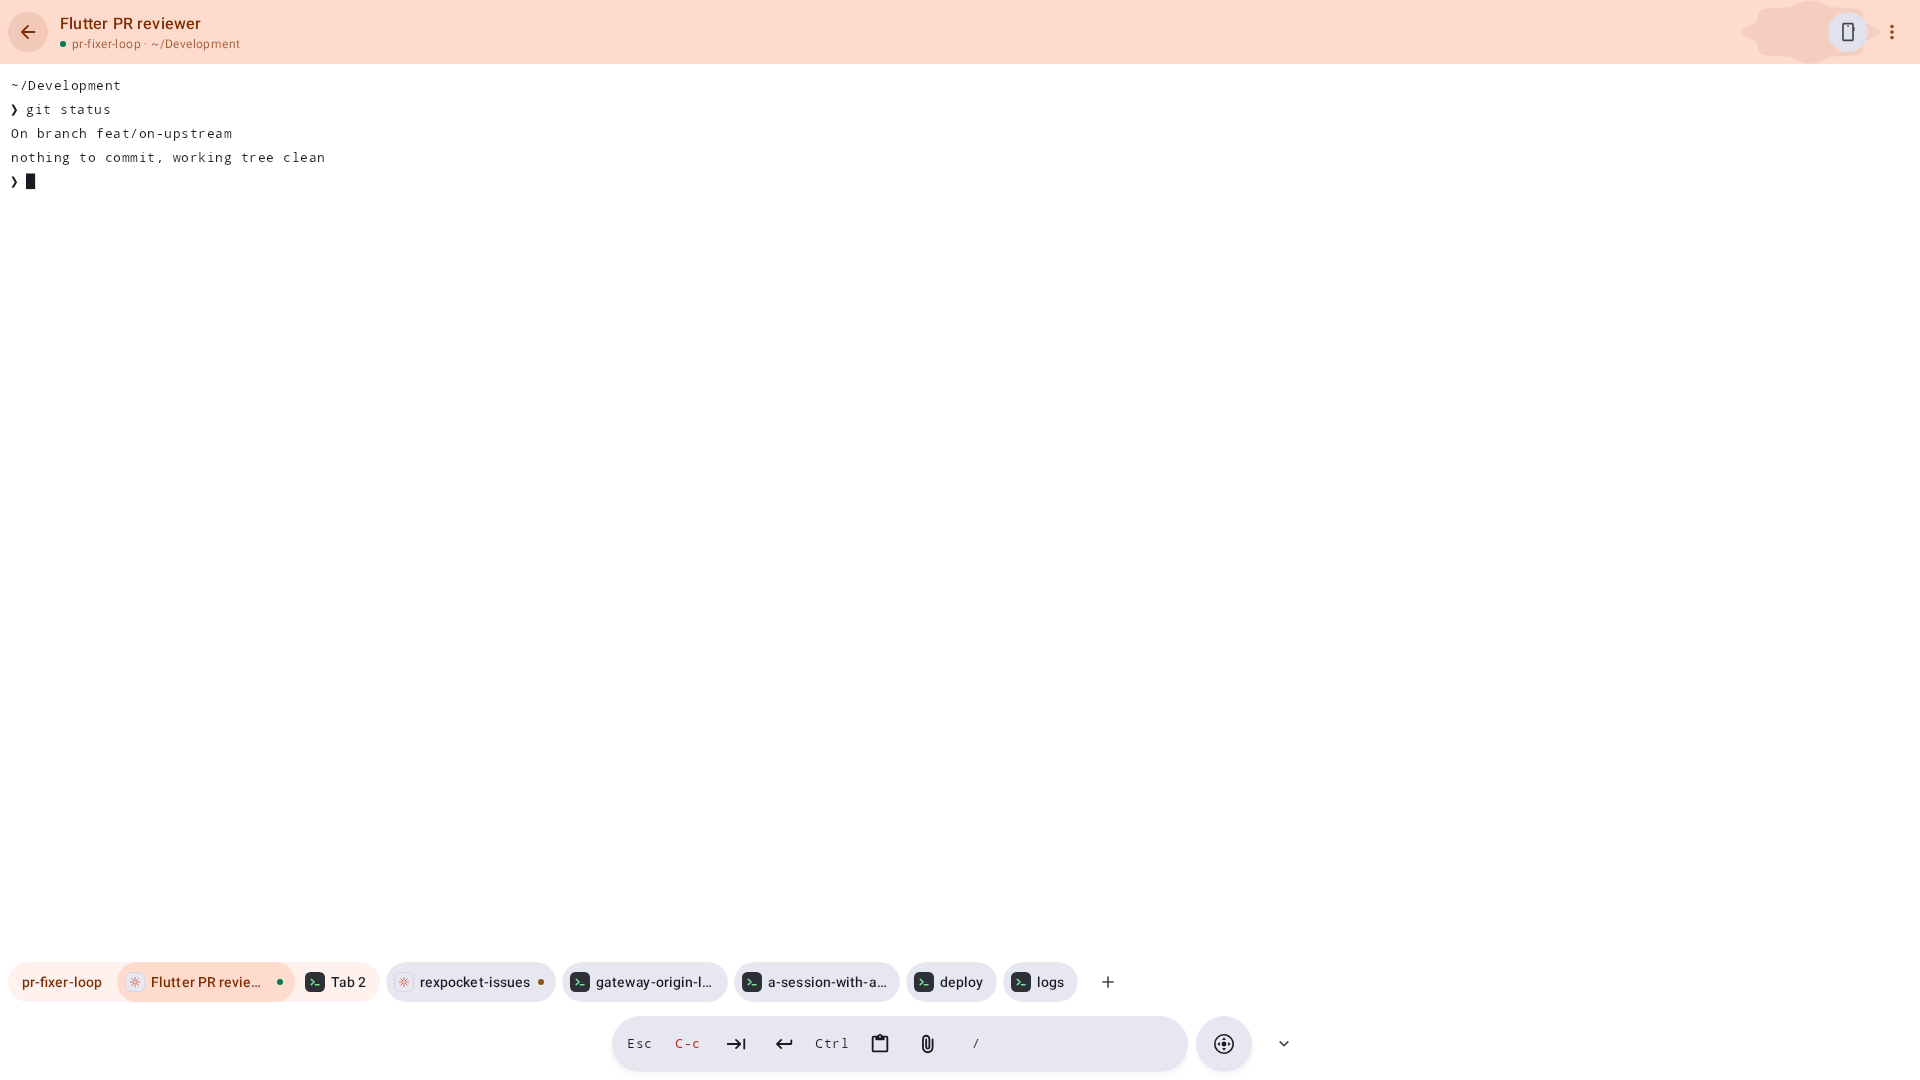 Flutter PR reviewer
pr-fixer-loop · ~/Development
~/Development
❯ git status
On branch feat/on-upstream
nothing to commit, working tree clean
❯
pr-fixer-loop Flutter PR revie… Tab 2 rexpocket-issues gateway-origin-l… a-session-with-a… deploy logs
Esc C-c Ctrl /